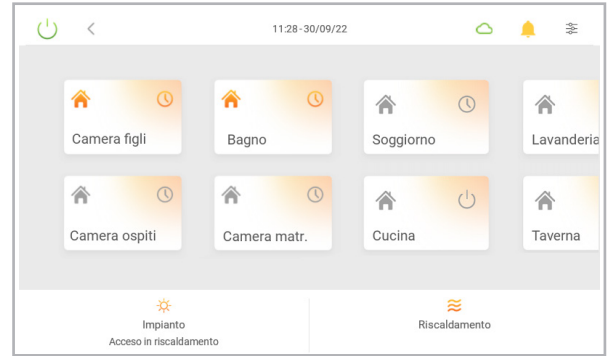 11:28-30/09/22
Camera figli
Bagno
Soggiorno
Lavanderia
Camera ospiti
Camera matr.
Cucina
Taverna
Impianto
Acceso in riscaldamento
Riscaldamento